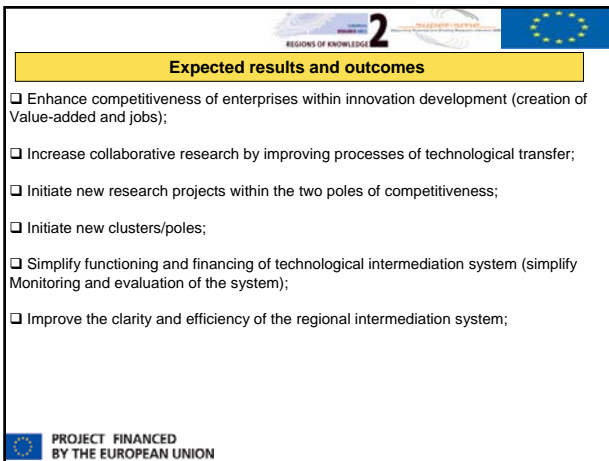 REGIONS OF KNOWLEDGE 2
super-sme
Expected results and outcomes
❑ Enhance competitiveness of enterprises within innovation development (creation of
Value-added and jobs);
❑ Increase collaborative research by improving processes of technological transfer;
❑ Initiate new research projects within the two poles of competitiveness;
❑ Initiate new clusters/poles;
❑ Simplify functioning and financing of technological intermediation system (simplify
Monitoring and evaluation of the system);
❑ Improve the clarity and efficiency of the regional intermediation system;
PROJECT FINANCED
BY THE EUROPEAN UNION